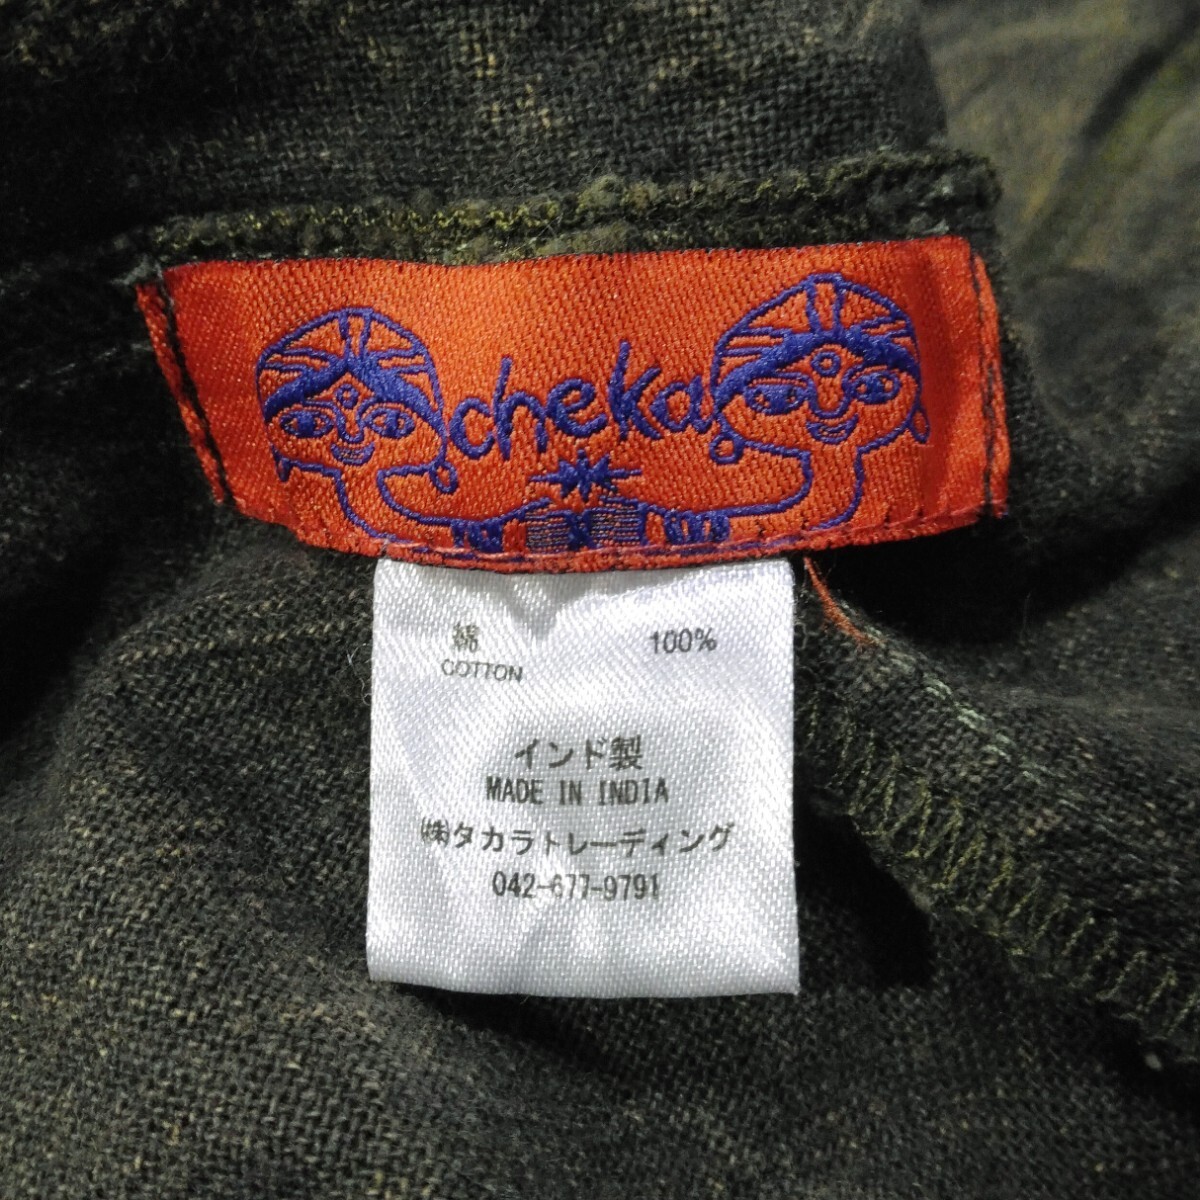 cheka
綿 100%
COTTON
インド製
MADE IN INDIA
(株)タカラトレーディング
042-677-9791